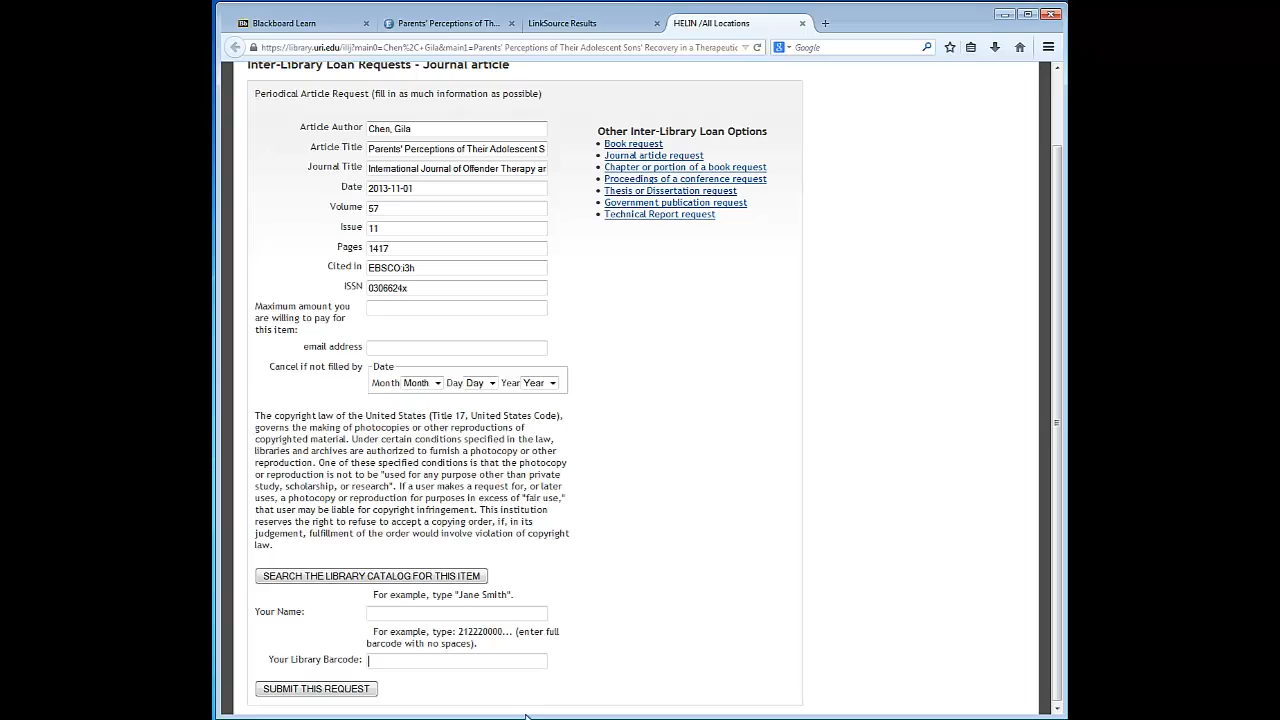 Blackboard Learn
Parents' Perceptions of Th...
LinkSource Results
HELIN /All Locations
https://library.uri.edu/illj?main0=Chen%2C+Gila&main1=Parents' Perceptions of Their Adolescent Sons' Recovery in a Therapeutic
Google
Inter-Library Loan Requests - Journal article
Periodical Article Request (fill in as much information as possible)
Article Author Chen, Gila
Article Title Parents' Perceptions of Their Adolescent S
Journal Title International Journal of Offender Therapy ar
Date 2013-11-01
Volume 57
Issue 11
Pages 1417
Cited in EBSCO:i3h
ISSN 0306624x
Maximum amount you
are willing to pay for
this item:
email address
Cancel if not filled by Date
Month Month Day Day Year Year
The copyright law of the United States (Title 17, United States Code),
governs the making of photocopies or other reproductions of
copyrighted material. Under certain conditions specified in the law,
libraries and archives are authorized to furnish a photocopy or other
reproduction. One of these specified conditions is that the photocopy
or reproduction is not to be "used for any purpose other than private
study, scholarship, or research". If a user makes a request for, or later
uses, a photocopy or reproduction for purposes in excess of "fair use,"
that user may be liable for copyright infringement. This institution
reserves the right to refuse to accept a copying order, if, in its
judgement, fulfillment of the order would involve violation of copyright
law.
SEARCH THE LIBRARY CATALOG FOR THIS ITEM
For example, type "Jane Smith".
Your Name:
For example, type: 212220000... (enter full
barcode with no spaces).
Your Library Barcode:
SUBMIT THIS REQUEST
Other Inter-Library Loan Options
Book request
Journal article request
Chapter or portion of a book request
Proceedings of a conference request
Thesis or Dissertation request
Government publication request
Technical Report request